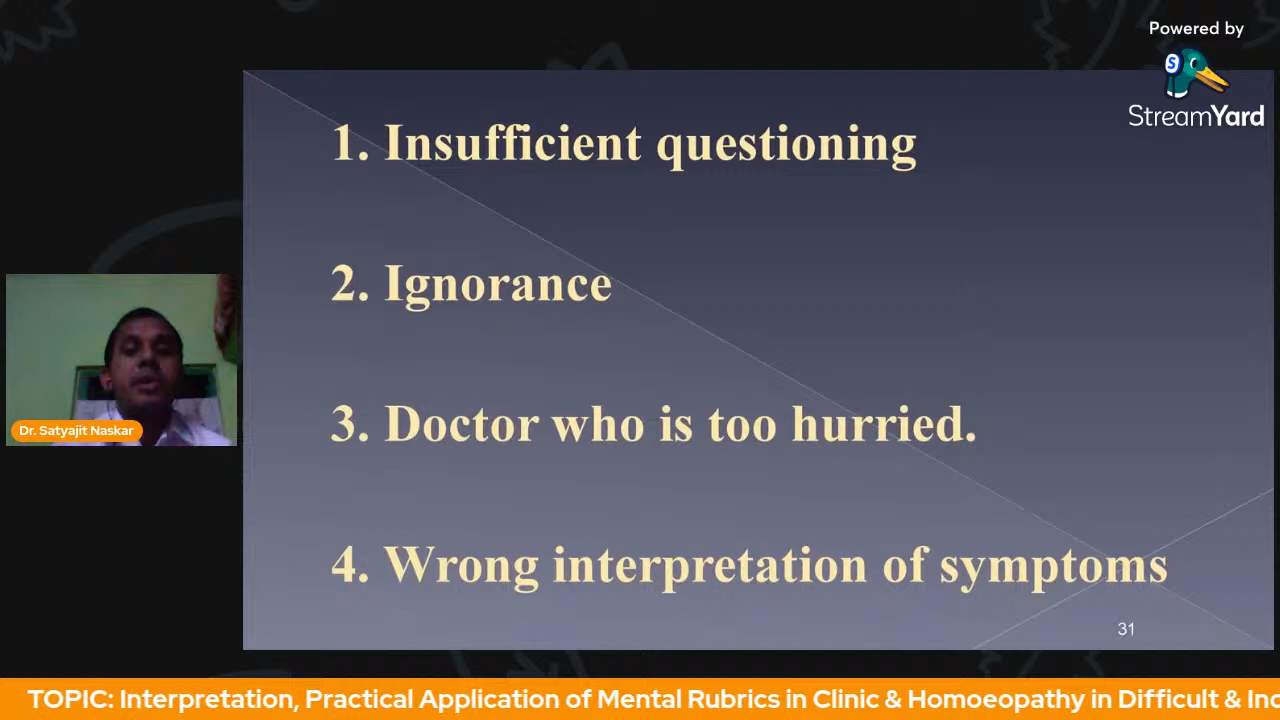 Powered by
S
StreamYard
1. Insufficient questioning
2. Ignorance
3. Doctor who is too hurried.
4. Wrong interpretation of symptoms
Dr. Satyajit Naskar
31
TOPIC: Interpretation, Practical Application of Mental Rubrics in Clinic & Homoeopathy in Difficult & Inc